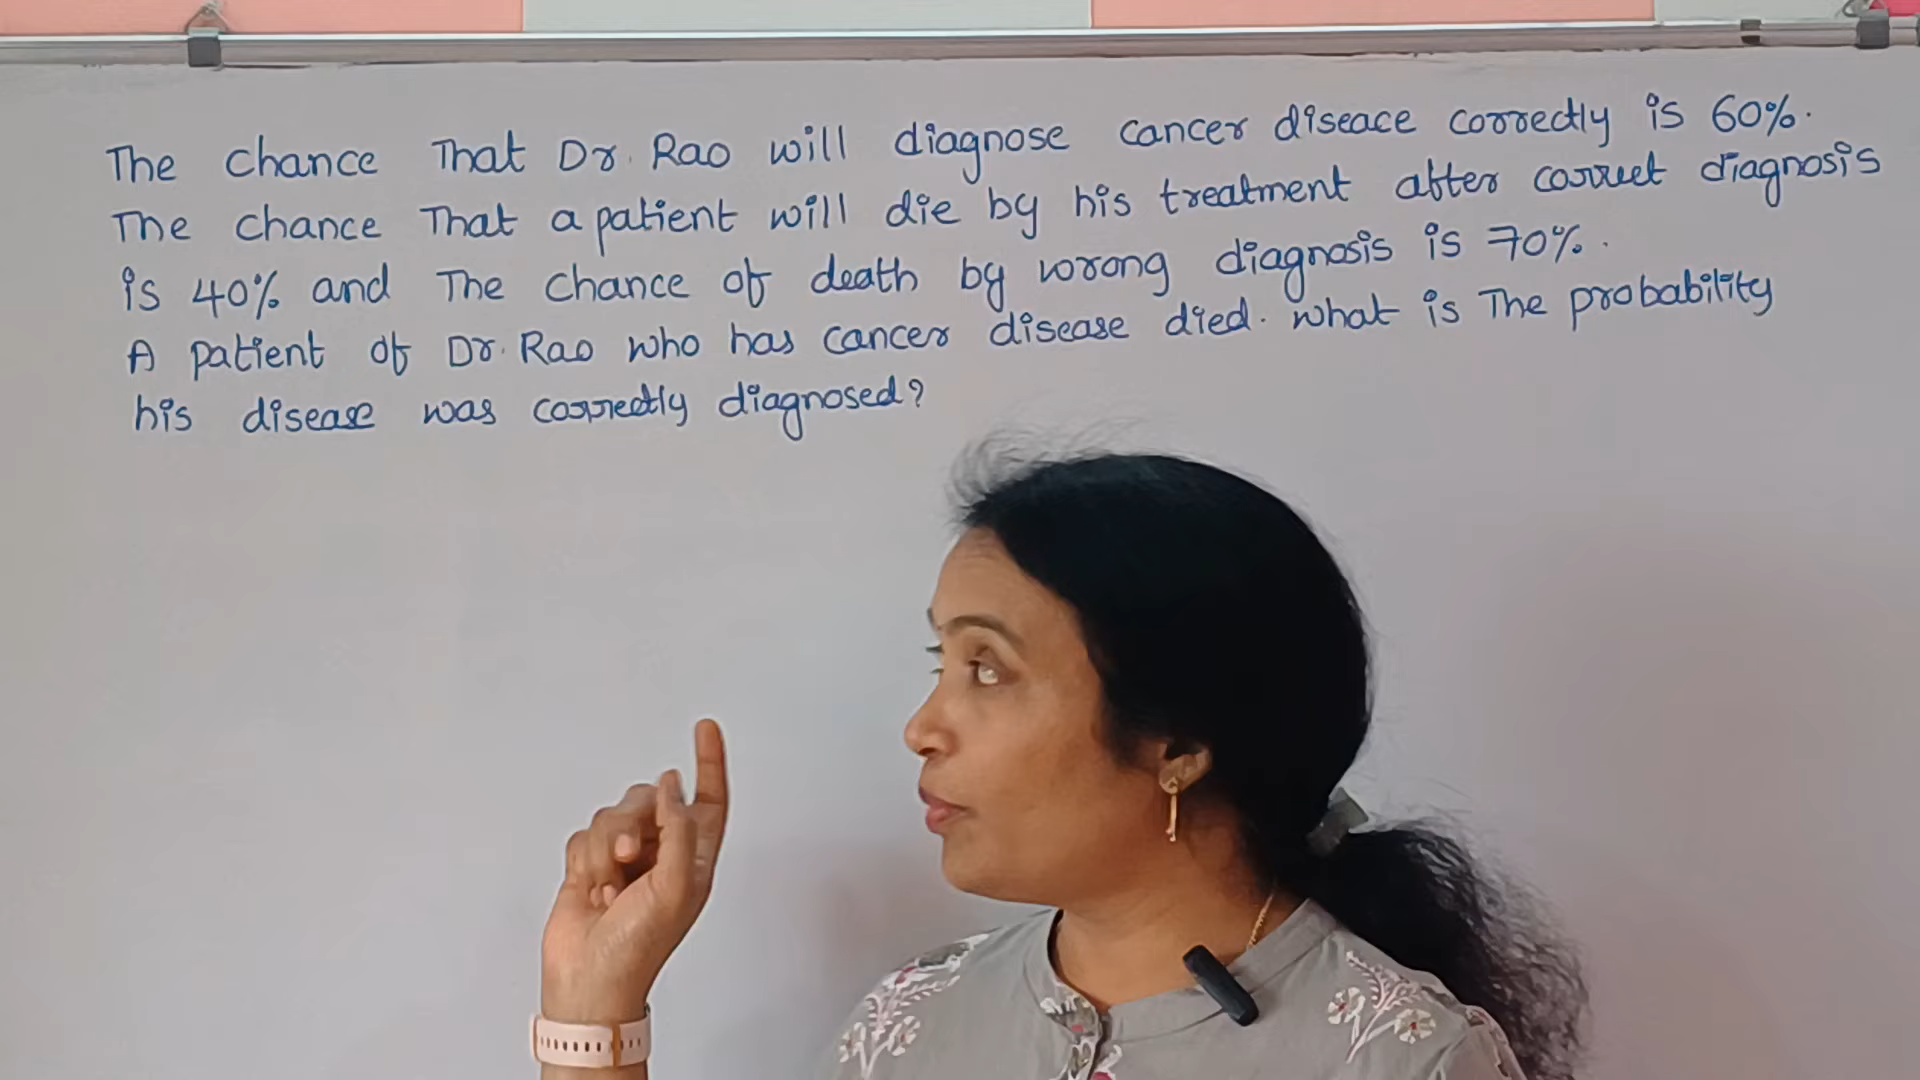 The chance That Dr. Rao will diagnose cancer diseace correctly is 60%.
The chance That a patient will die by his treatment after correct diagnosis
is 40% and The chance of death by wrong diagnosis is 70%.
A patient of Dr. Rao who has cancer disease died. what is The probability
his disease was correctly diagnosed?